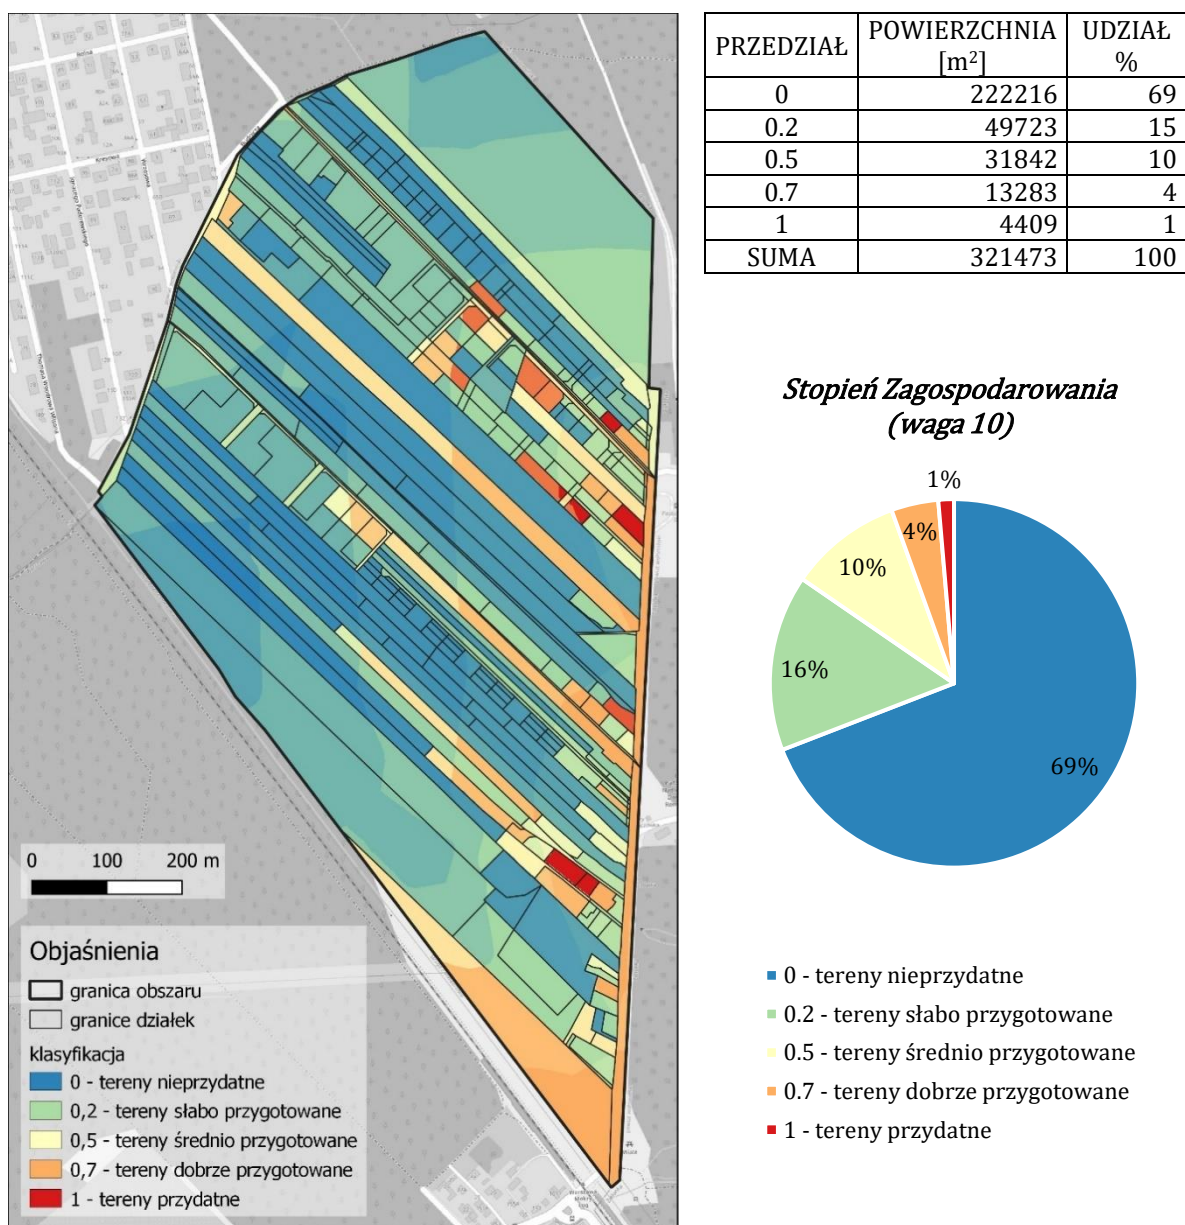 PRZEDZIAŁ POWIERZCHNIA [m²] UDZIAŁ %
0 222216 69
0.2 49723 15
0.5 31842 10
0.7 13283 4
1 4409 1
SUMA 321473 100
Stopień Zagospodarowania
(waga 10)
1%
4%
10%
16%
69%
0 - tereny nieprzydatne
0.2 - tereny słabo przygotowane
0.5 - tereny średnio przygotowane
0.7 - tereny dobrze przygotowane
1 - tereny przydatne
0 100 200 m
Objaśnienia
granica obszaru
granice działek
klasyfikacja
0 - tereny nieprzydatne
0,2 - tereny słabo przygotowane
0,5 - tereny średnio przygotowane
0,7 - tereny dobrze przygotowane
1 - tereny przydatne